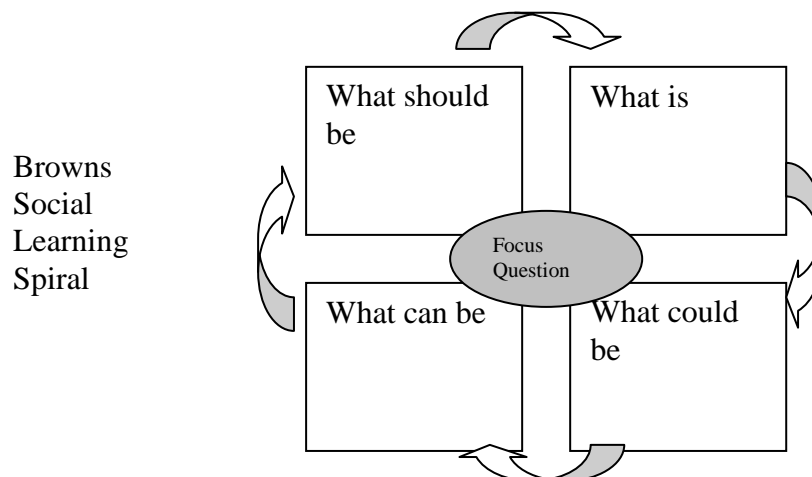 Browns
Social
Learning
Spiral
What should
be
What is
Focus
Question
What can be
What could
be